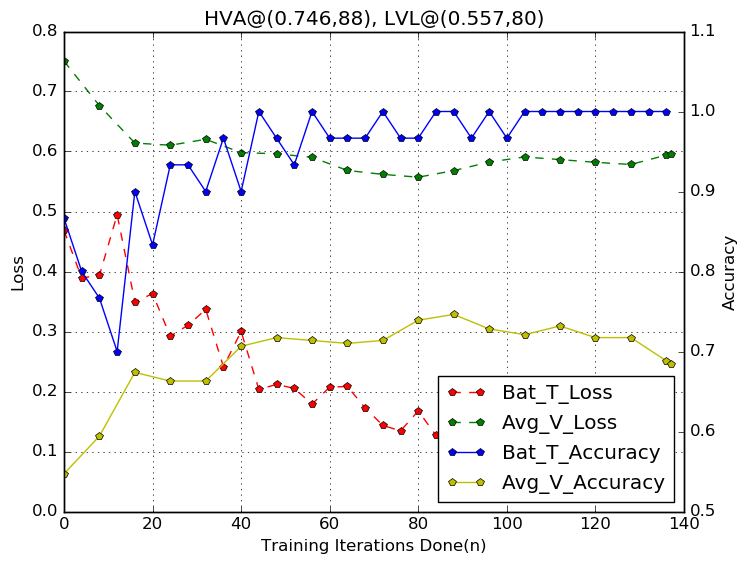 HVA@(0.746,88), LVL@(0.557,80)
0.8
0.7
0.6
0.5
0.4
0.3
0.2
0.1
0.0
Loss
1.1
1.0
0.9
0.8
0.7
0.6
0.5
Accuracy
Bat_T_Loss
Avg_V_Loss
Bat_T_Accuracy
Avg_V_Accuracy
0 20 40 60 80 100 120 140
Training Iterations Done(n)